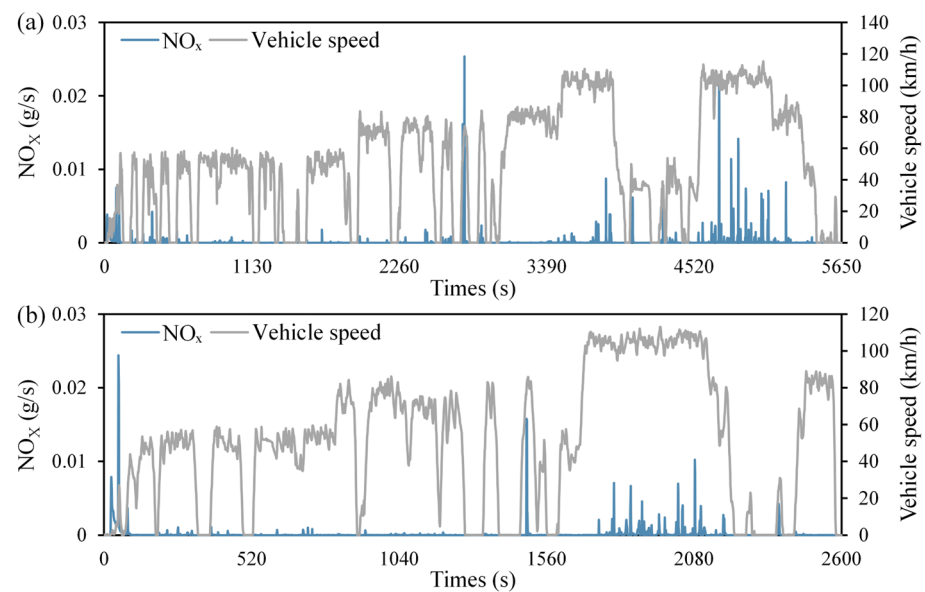 (a)
0.03
0.02
0.01
0
NOX (g/s)
NOx
Vehicle speed
140
120
100
80
60
40
20
0
Vehicle speed (km/h)
0 1130 2260 3390 4520 5650
Times (s)
(b)
0.03
0.02
0.01
0
NOX (g/s)
NOx
Vehicle speed
120
100
80
60
40
20
0
Vehicle speed (km/h)
0 520 1040 1560 2080 2600
Times (s)